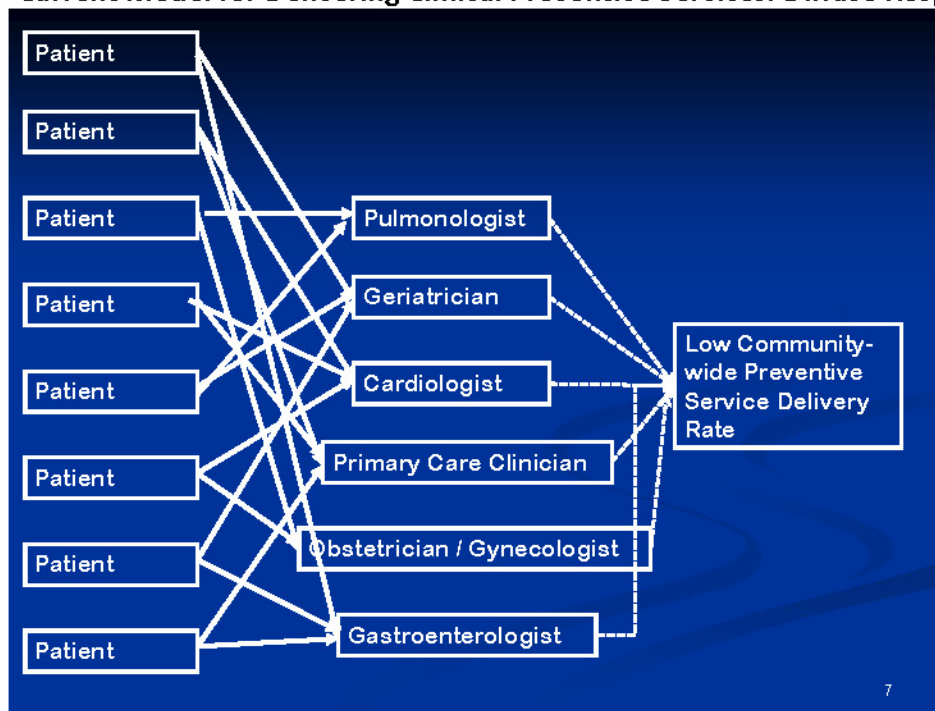 Patient
Patient
Patient
Patient
Patient
Patient
Patient
Patient
Pulmonologist
Geriatrician
Cardiologist
Primary Care Clinician
Obstetrician / Gynecologist
Gastroenterologist
Low Community-
wide Preventive
Service Delivery
Rate
7